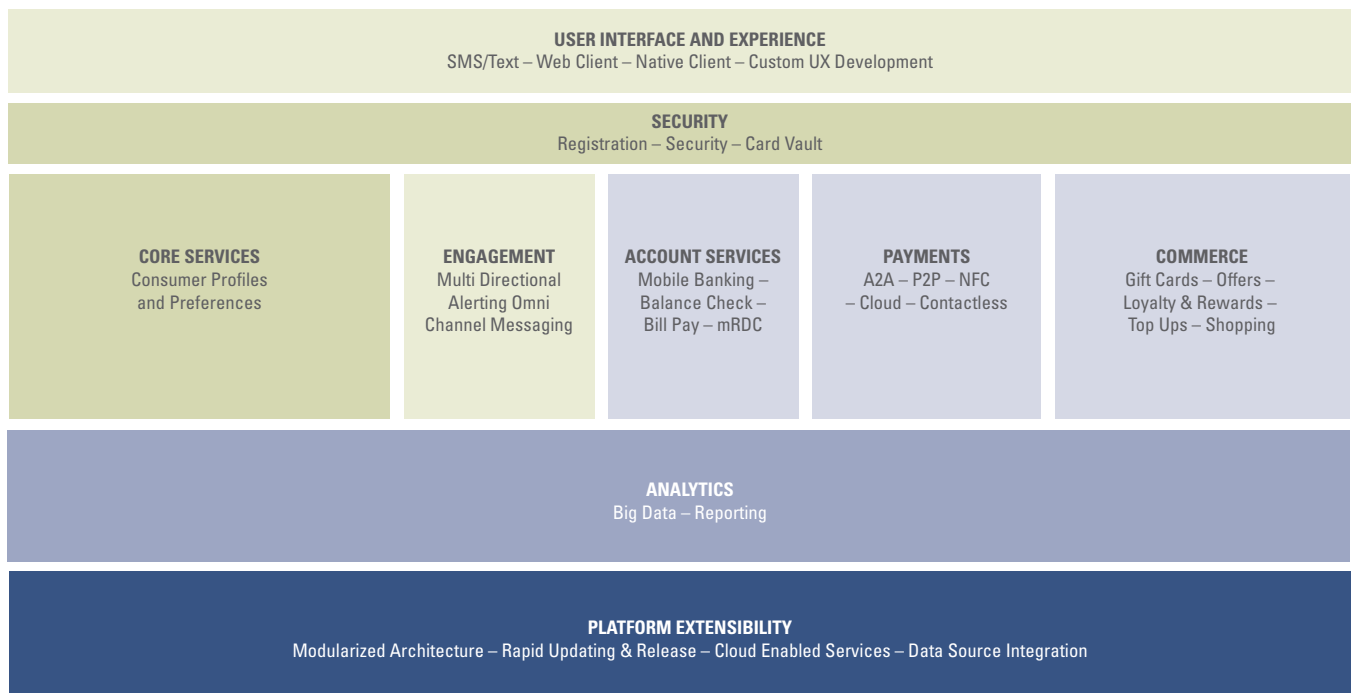 USER INTERFACE AND EXPERIENCE
SMS/Text – Web Client – Native Client – Custom UX Development
SECURITY
Registration – Security – Card Vault
CORE SERVICES
Consumer Profiles
and Preferences
ENGAGEMENT
Multi Directional
Alerting Omni
Channel Messaging
ACCOUNT SERVICES
Mobile Banking –
Balance Check –
Bill Pay – mRDC
PAYMENTS
A2A – P2P – NFC
– Cloud – Contactless
COMMERCE
Gift Cards – Offers –
Loyalty & Rewards –
Top Ups – Shopping
ANALYTICS
Big Data – Reporting
PLATFORM EXTENSIBILITY
Modularized Architecture – Rapid Updating & Release – Cloud Enabled Services – Data Source Integration